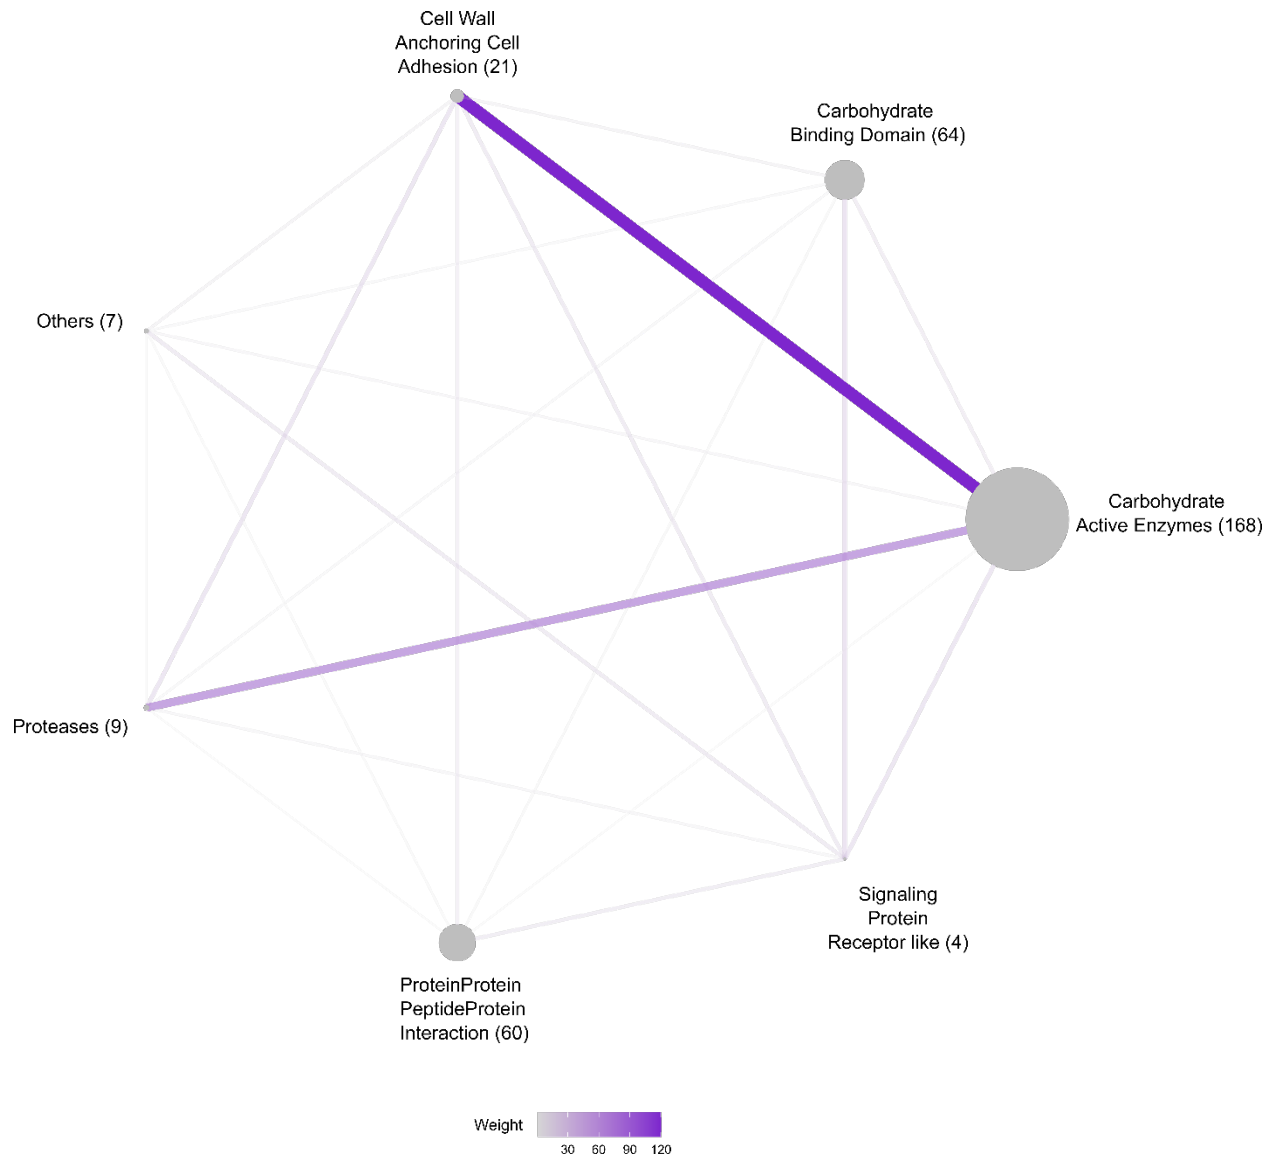 Cell Wall
Anchoring Cell
Adhesion (21)
Carbohydrate
Binding Domain (64)
Others (7)
Carbohydrate
Active Enzymes (168)
Proteases (9)
Signaling
Protein
Receptor like (4)
ProteinProtein
PeptideProtein
Interaction (60)
Weight
30 60 90 120